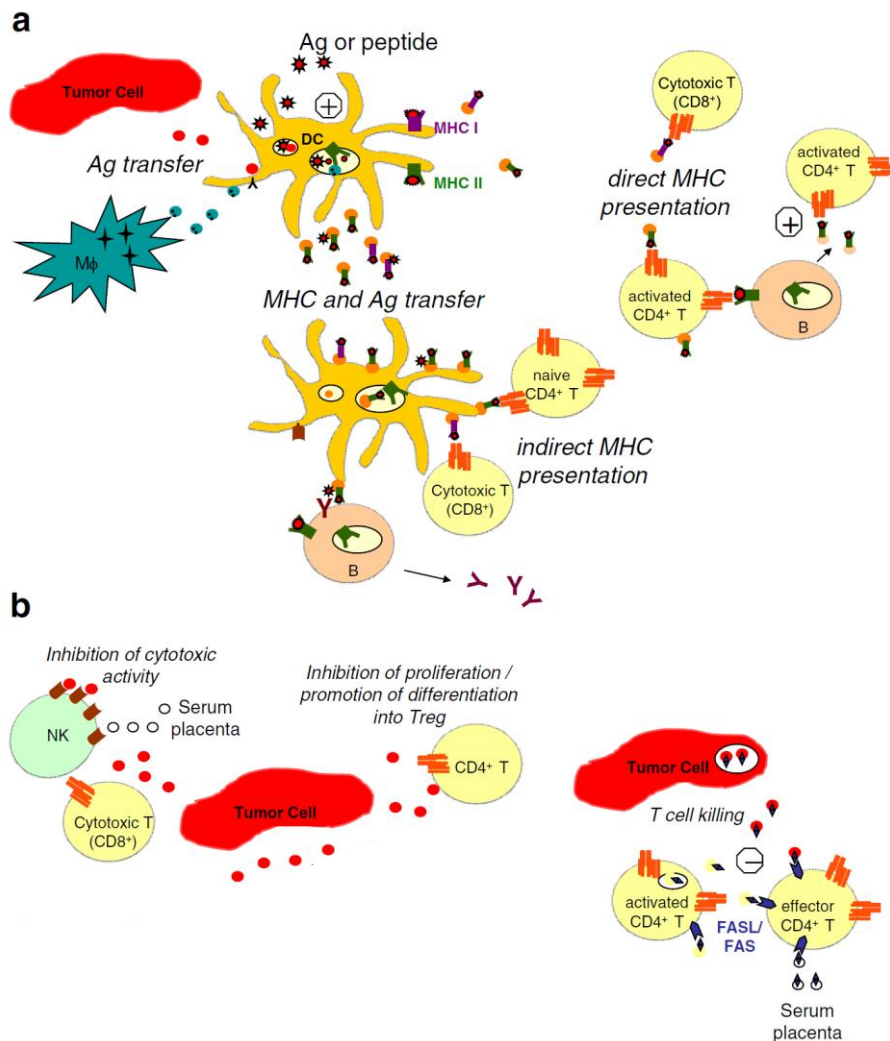 a
Ag or peptide
Tumor Cell
DC
MHC I
MHC II
Ag transfer
Mϕ
MHC and Ag transfer
Cytotoxic T
(CD8⁺)
activated
CD4⁺ T
direct MHC
presentation
activated
CD4⁺ T
B
naive
CD4⁺ T
indirect MHC
presentation
Cytotoxic T
(CD8⁺)
B
b
Inhibition of cytotoxic
activity
NK
Serum
placenta
Cytotoxic T
(CD8⁺)
Tumor Cell
Inhibition of proliferation /
promotion of differentiation
into Treg
CD4⁺ T
Tumor Cell
T cell killing
activated
CD4⁺ T
FASL/
FAS
effector
CD4⁺ T
Serum
placenta